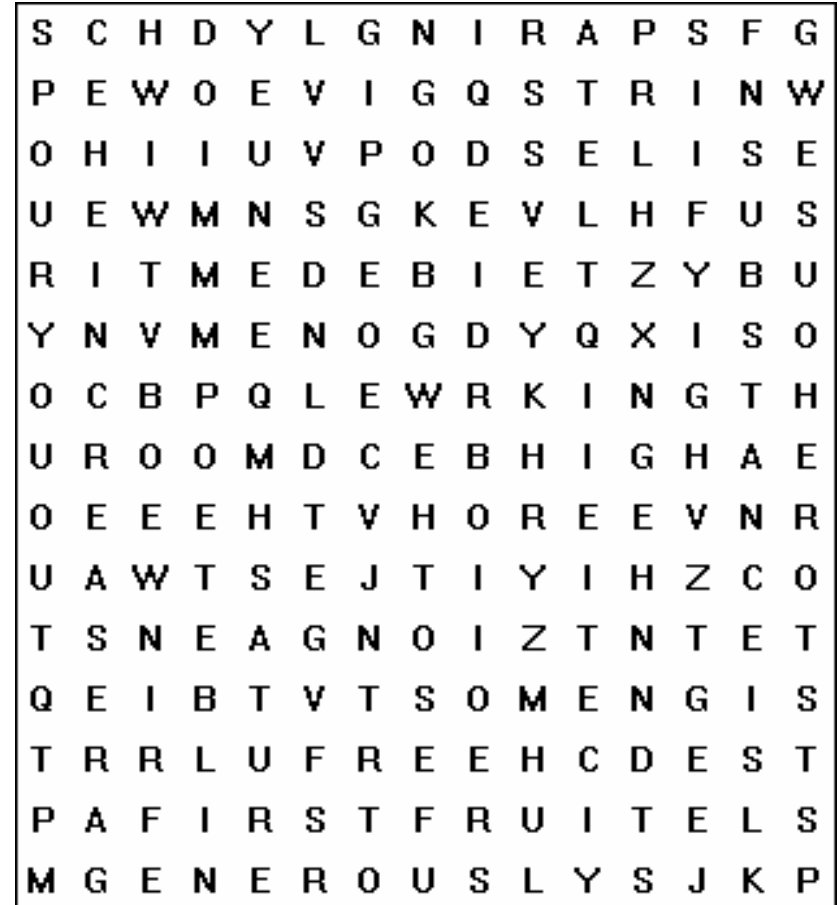 S C H D Y L G N I R A P S F G
P E W O E V I G Q S T R I N W
O H I I U V P O D S E L I S E
U E W M N S G K E V L H F U S
R I T M E D E B I E T Z Y B U
Y N V M E N O G D Y Q X I S O
O C B P Q L E W R K I N G T H
U R O O M D C E B H I G H A E
O E E E H T V H O R E E V N R
U A W T S E J T I Y I H Z C O
T S N E A G N O I Z T N T E T
Q E I B T V T S O M E N G I S
T R R L U F R E E H C D E S T
P A F I R S T F R U I T E L S
M G E N E R O U S L Y S J K P